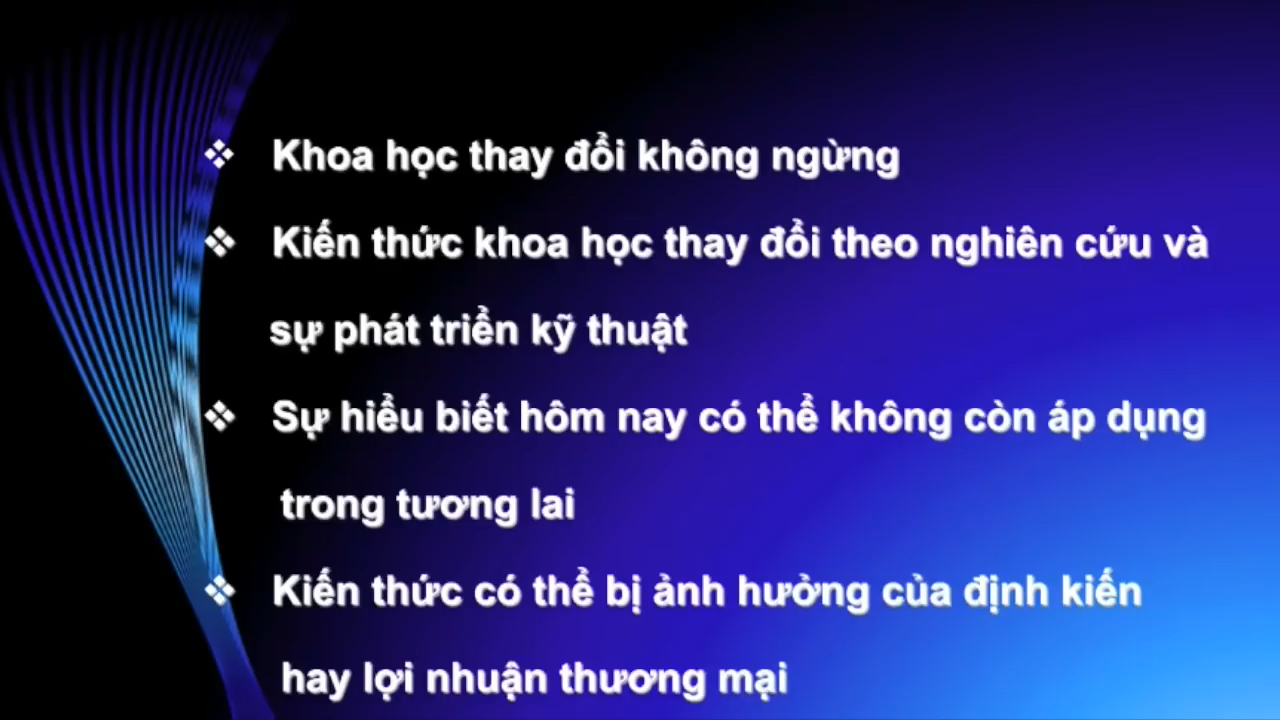 ❖ Khoa học thay đổi không ngừng
❖ Kiến thức khoa học thay đổi theo nghiên cứu và
sự phát triển kỹ thuật
❖ Sự hiểu biết hôm nay có thể không còn áp dụng
trong tương lai
❖ Kiến thức có thể bị ảnh hưởng của định kiến
hay lợi nhuận thương mại